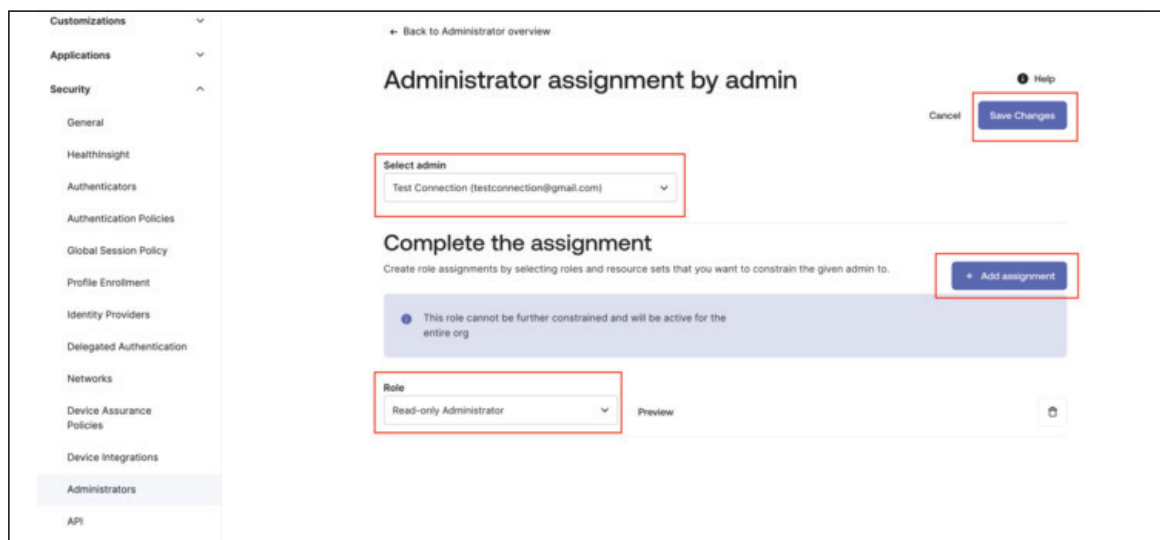 Customizations
Applications
Security
General
HealthInsight
Authenticators
Authentication Policies
Global Session Policy
Profile Enrollment
Identity Providers
Delegated Authentication
Networks
Device Assurance
Policies
Device Integrations
Administrators
API
← Back to Administrator overview
Administrator assignment by admin
Help
Cancel
Save Changes
Select admin
Test Connection (testconnection@gmail.com)
Complete the assignment
Create role assignments by selecting roles and resource sets that you want to constrain the given admin to.
+ Add assignment
This role cannot be further constrained and will be active for the
entire org
Role
Read-only Administrator
Preview